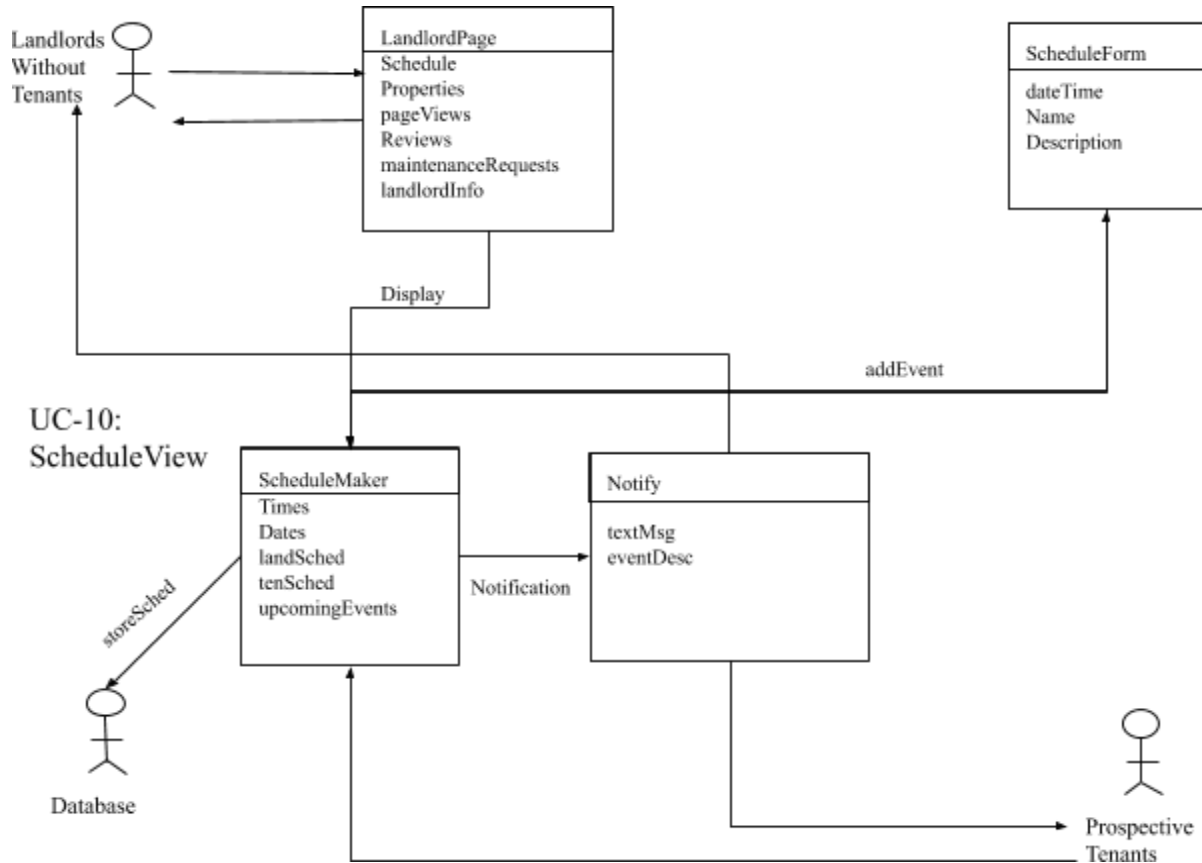 Landlords
Without
Tenants
LandlordPage
Schedule
Properties
pageViews
Reviews
maintenanceRequests
landlordInfo
ScheduleForm
dateTime
Name
Description
Display
addEvent
UC-10:
ScheduleView
ScheduleMaker
Times
Dates
landSched
tenSched
upcomingEvents
Notification
Notify
textMsg
eventDesc
storeSched
Database
Prospective
Tenants